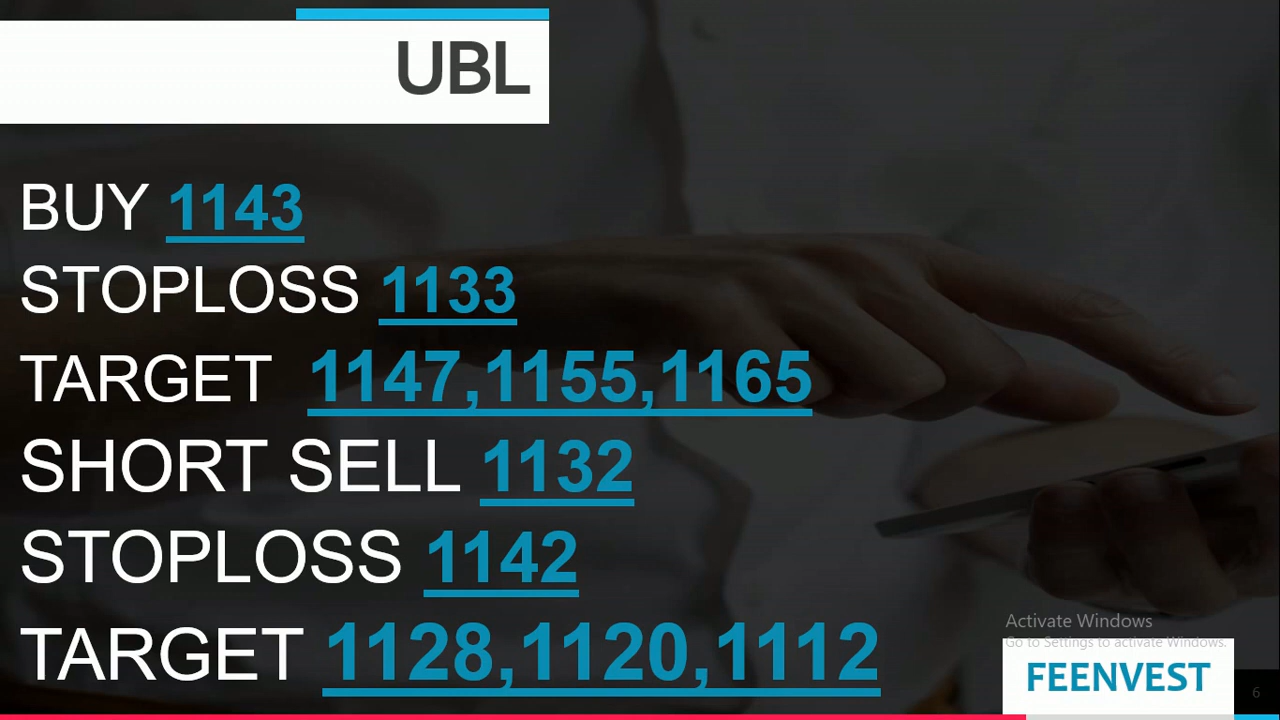 UBL
BUY 1143
STOPLOSS 1133
TARGET 1147,1155,1165
SHORT SELL 1132
STOPLOSS 1142
TARGET 1128,1120,1112
Activate Windows
Go to Settings to activate Windows.
FEENVEST
6